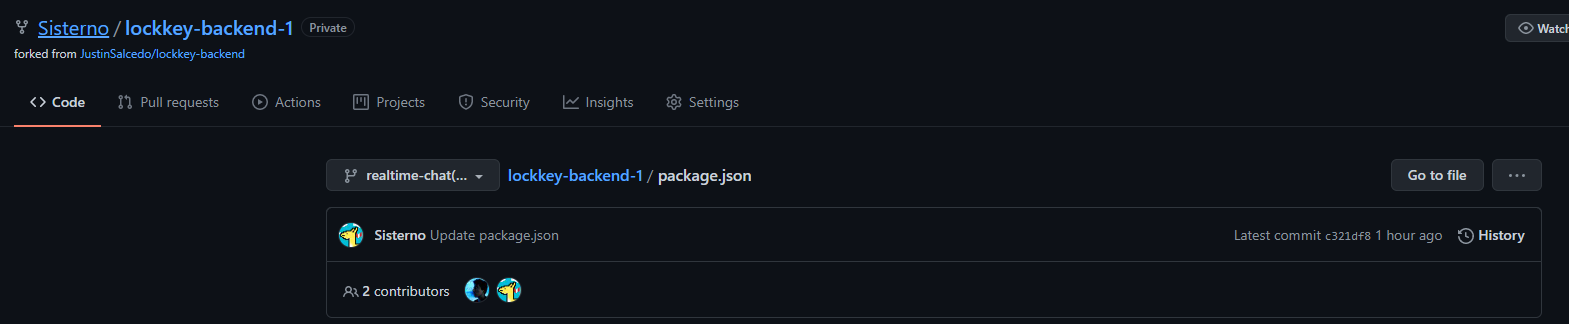 Sisterno / lockkey-backend-1 Private
Watch
forked from JustinSalcedo/lockkey-backend
Code Pull requests Actions Projects Security Insights Settings
realtime-chat(... lockkey-backend-1 / package.json Go to file ...
Sisterno Update package.json Latest commit c321df8 1 hour ago History
2 contributors